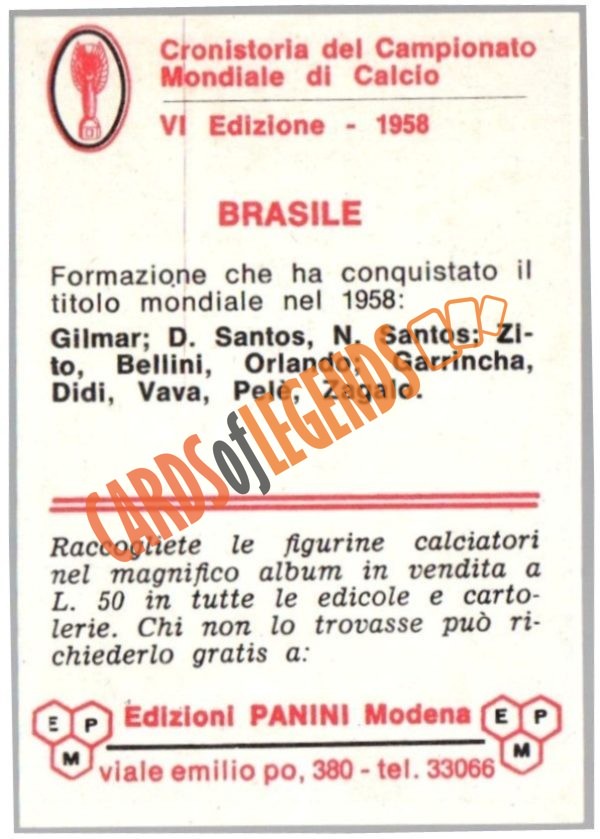 Cronistoria del Campionato
Mondiale di Calcio
VI Edizione - 1958
BRASILE
Formazione che ha conquistato il
titolo mondiale nel 1958:
Gilmar; D. Santos, N. Santos: Zi-
to, Bellini, Orlando; Garrincha,
Didi, Vava, Pelè, Zagalo.
CARDS of LEGENDS
Raccogliete le figurine calciatori
nel magnifico album in vendita a
L. 50 in tutte le edicole e carto-
lerie. Chi non lo trovasse può ri-
chiederlo gratis a:
E P M
Edizioni PANINI Modena
viale emilio po, 380 - tel. 33066
E P M